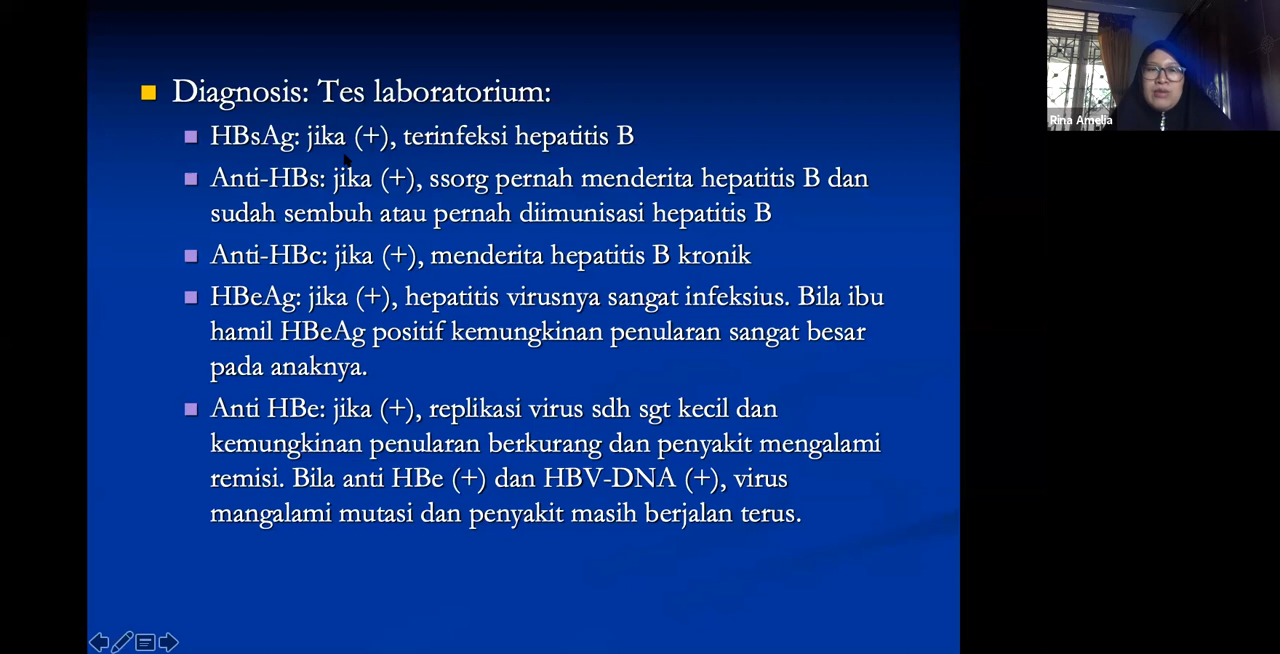 Diagnosis: Tes laboratorium:
HBsAg: jika (+), terinfeksi hepatitis B
Anti-HBs: jika (+), ssorg pernah menderita hepatitis B dan
sudah sembuh atau pernah diimunisasi hepatitis B
Anti-HBc: jika (+), menderita hepatitis B kronik
HBeAg: jika (+), hepatitis virusnya sangat infeksius. Bila ibu
hamil HBeAg positif kemungkinan penularan sangat besar
pada anaknya.
Anti HBe: jika (+), replikasi virus sdh sgt kecil dan
kemungkinan penularan berkurang dan penyakit mengalami
remisi. Bila anti HBe (+) dan HBV-DNA (+), virus
mangalami mutasi dan penyakit masih berjalan terus.
Rina Amelia